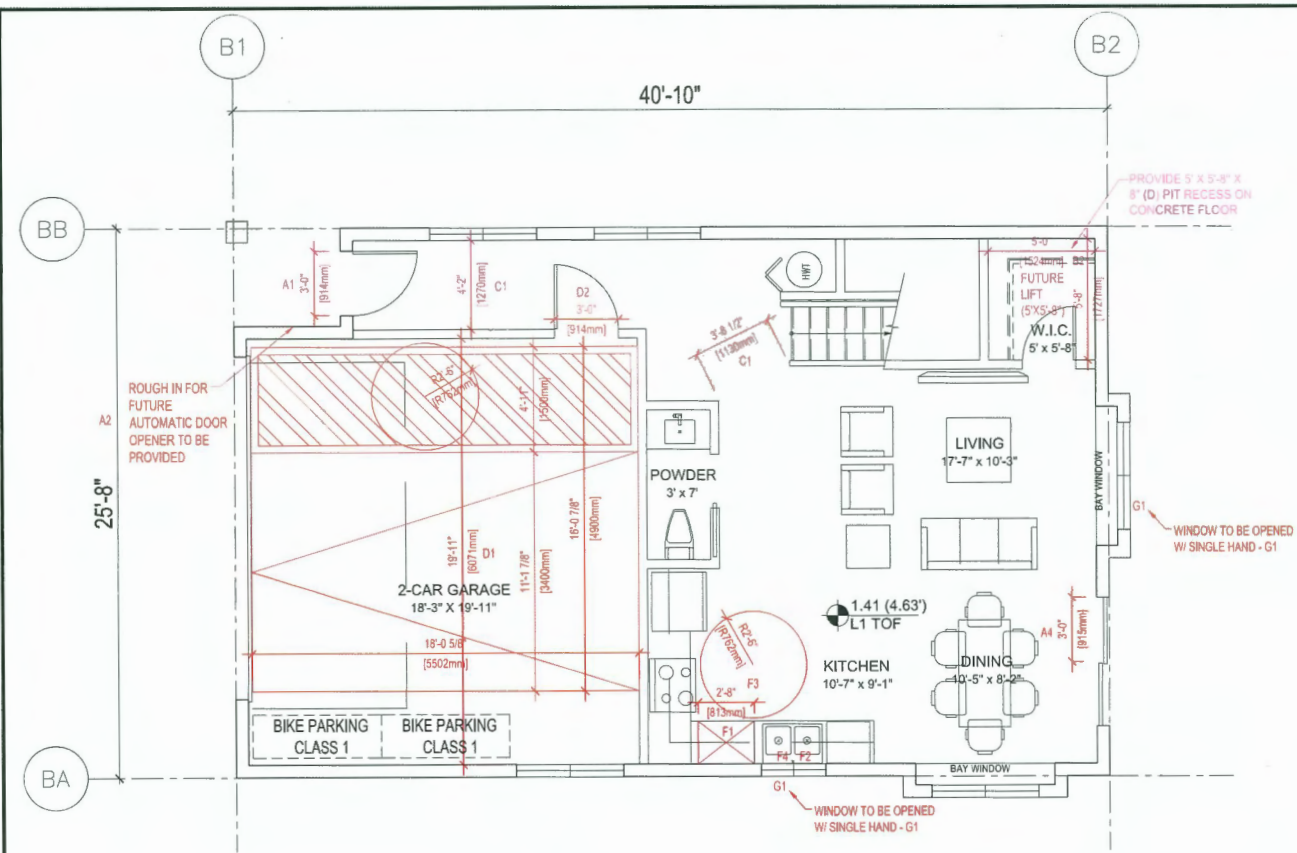 B1
B2
40'-10"
BB
PROVIDE 5' X 5'-8" X
8" (D) PIT RECESS ON
CONCRETE FLOOR
A1
3'-0"
[914mm]
4'-2"
[1270mm]
C1
D2
3'-0"
[914mm]
HWT
5'-0"
[1524mm]
FUTURE
LIFT
(5'X5'-8")
5'-8"
[1727mm]
W.I.C.
5' x 5'-8"
3'-8 1/2"
[1130mm]
C1
A2
ROUGH IN FOR
FUTURE
AUTOMATIC DOOR
OPENER TO BE
PROVIDED
R2'-6"
[R762mm]
4'-11"
[1500mm]
25'-8"
POWDER
3' x 7'
LIVING
17'-7" x 10'-3"
BAY WINDOW
G1
WINDOW TO BE OPENED
W/ SINGLE HAND - G1
19'-11"
[6071mm]
D1
11'-1 7/8"
[3400mm]
16'-0 7/8"
[4900mm]
2-CAR GARAGE
18'-3" X 19'-11"
18'-0 5/8"
[5502mm]
1.41 (4.63')
L1 TOF
R2'-6"
[R762mm]
F3
A4
3'-0"
[915mm]
KITCHEN
10'-7" x 9'-1"
DINING
10'-5" x 8'-2"
2'-8"
[813mm]
F1
F4
F2
BIKE PARKING
CLASS 1
BIKE PARKING
CLASS 1
BA
BAY WINDOW
G1
WINDOW TO BE OPENED
W/ SINGLE HAND - G1